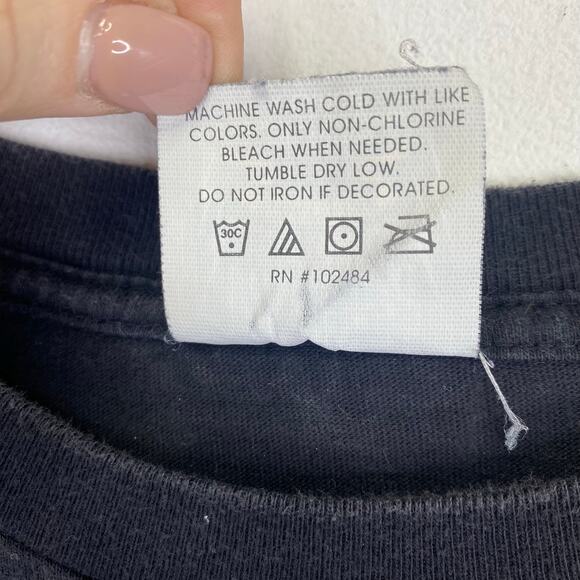 MACHINE WASH COLD WITH LIKE
COLORS. ONLY NON-CHLORINE
BLEACH WHEN NEEDED.
TUMBLE DRY LOW.
DO NOT IRON IF DECORATED.
30C
RN #102484